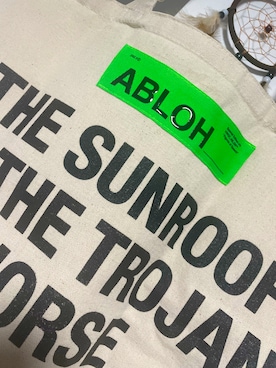 ABLOH
THE SUNROOF
THE TROJAN
HORSE